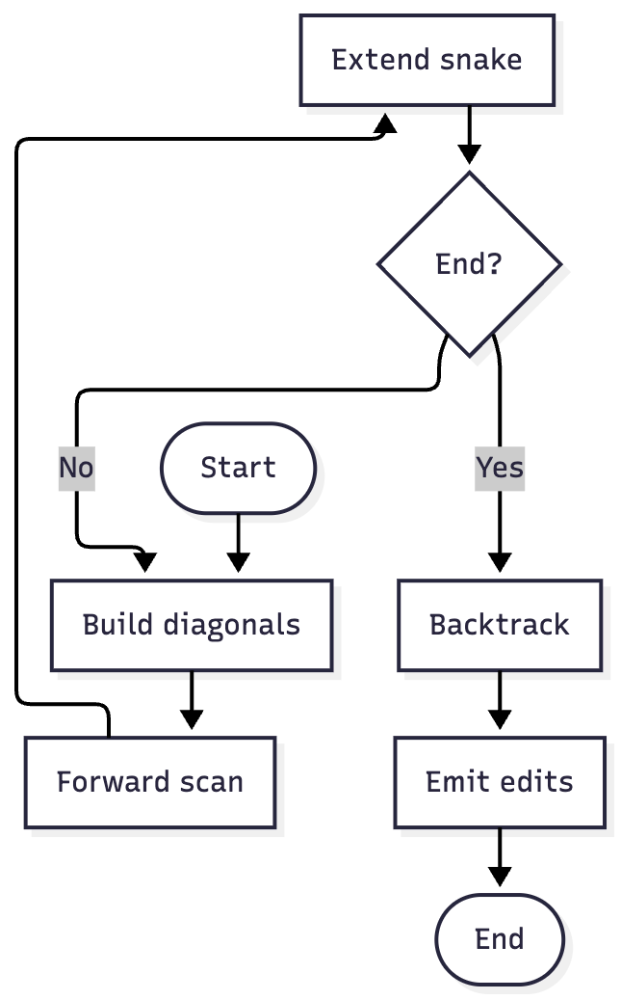 Extend snake
End?
No
Start
Yes
Build diagonals
Backtrack
Forward scan
Emit edits
End